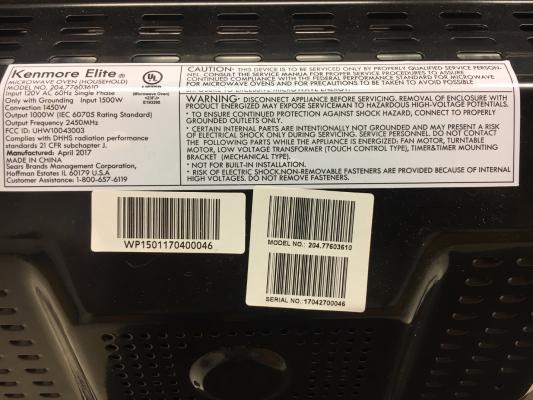 Kenmore Elite ®
MICROWAVE OVEN (HOUSEHOLD)
MODEL NO. 204.77603610
Input 120V AC 60Hz Single Phase
Only with Grounding Input 1500W
Convection 1450W
Output 1000W (IEC 60705 Rating Standard)
Output Frequency 2450MHz
FCC ID: UHW10043003
Complies with DHHS radiation performance
standards 21 CFR subchapter J.
Manufactured: April 2017
MADE IN CHINA
Sears Brands Management Corporation,
Hoffman Estates IL 60179 U.S.A
Customer Assistance: 1-800-657-6119
UL
LISTED
Microwave Oven
CAUTION- THIS DEVICE IS TO BE SERVICED ONLY BY PROPERLY QUALIFIED SERVICE PERSON-
NEL. CONSULT THE SERVICE MANUAL FOR PROPER SERVICE PROCEDURES TO ASSURE
CONTINUED COMPLIANCE WITH THE FEDERAL PERFORMANCE STANDARD FOR MICROWAVE
OVENS AND FOR PRECAUTIONS TO BE TAKEN TO AVOID POSSIBLE
WARNING- DISCONNECT APPLIANCE BEFORE SERVICING, REMOVAL OF ENCLOSURE WITH
PRODUCT ENERGIZED MAY EXPOSE SERVICEMAN TO HAZARDOUS HIGH-VOLTAGE POTENTIALS.
* TO ENSURE CONTINUED PROTECTION AGAINST SHOCK HAZARD, CONNECT TO PROPERLY
GROUNDED OUTLETS ONLY.
* CERTAIN INTERNAL PARTS ARE INTENTIONALLY NOT GROUNDED AND MAY PRESENT A RISK
OF ELECTRICAL SHOCK ONLY DURING SERVICING. SERVICE PERSONNEL-DO NOT CONTACT
THE FOLLOWING PARTS WHILE THE APPLIANCE IS ENERGIZED: FAN MOTOR, TURNTABLE
MOTOR, LOW VOLTAGE TRANSFORMER (TOUCH CONTROL TYPE), TIMER&TIMER MOUNTING
BRACKET (MECHANICAL TYPE).
* NOT FOR BUILT-IN INSTALLATION.
* RISK OF ELECTRIC SHOCK.NON-REMOVABLE FASTENERS ARE PROVIDED BECAUSE OF INTERNAL
HIGH VOLTAGES. DO NOT REMOVE FASTENERS.
WP1501170400046
MODEL NO.: 204.77603610
SERIAL NO.:17042700046